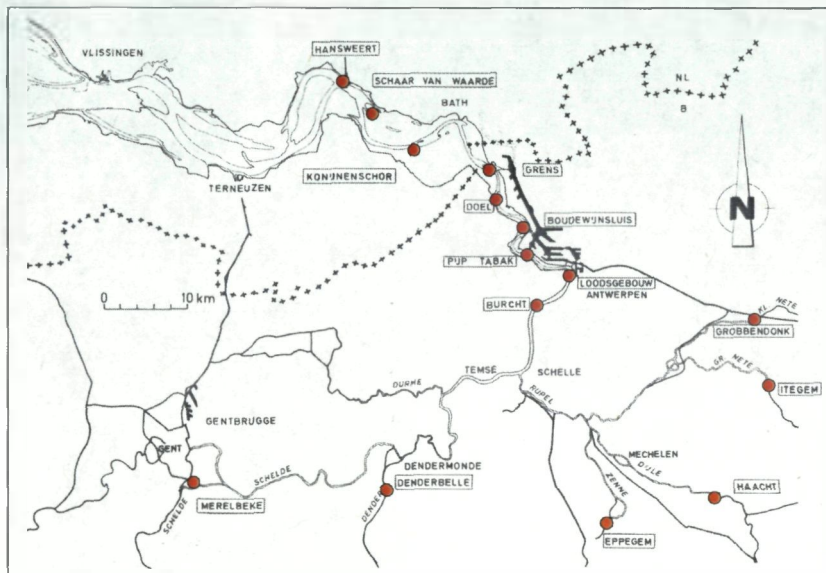 VLISSINGEN
HANSWEERT
SCHAAR VAN WAARDE
BATH
NL
B
TERNEUZEN
KONIJNENSCHOR
GRENS
DOEL
BOUDEWIJNSLUIS
N
PIJP TABAK
0 10 km
LOODSGEBOUW
ANTWERPEN
BURCHT
KL. NETE
GROBBENDONK
GR. NETE
ITEGEM
DURME
TEMSE
SCHELLE
RUPEL
GENTBRUGGE
GENT
SCHELDE
DENDERMONDE
MECHELEN
DIJLE
MERELBEKE
SCHELDE
DENDER
DENDERBELLE
ZENNE
HAACHT
EPPEGEM